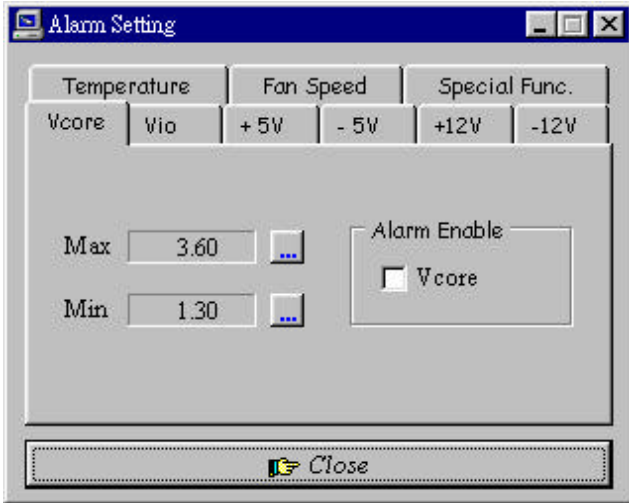 Alarm Setting
Temperature Fan Speed Special Func.
Vcore Vio + 5V - 5V +12V -12V
Alarm Enable
Max 3.60 ...
Vcore
Min 1.30 ...
Close